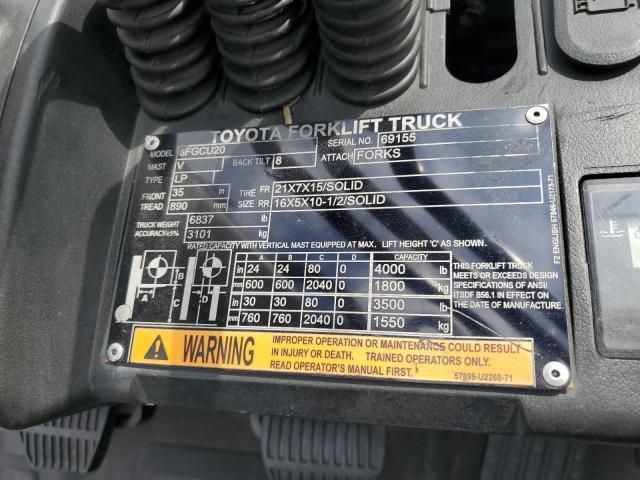 TOYOTA FORKLIFT TRUCK
MODEL 8FGCU20 SERIAL NO. 69155
MAST V BACK TILT 8 ATTACH FORKS
TYPE LP
FRONT 35 in TIRE FR 21X7X15/SOLID
TREAD 890 mm SIZE RR 16X5X10-1/2/SOLID
TRUCK WEIGHT 6837 lb
ACCURACY±5% 3101 kg
RATED CAPACITY WITH VERTICAL MAST EQUIPPED AT MAX. LIFT HEIGHT 'C' AS SHOWN.
A B C D CAPACITY
in 24 24 80 0 4000 lb
mm 600 600 2040 0 1800 kg
in 30 30 80 0 3500 lb
mm 760 760 2040 0 1550 kg
A B C D
THIS FORKLIFT TRUCK
MEETS OR EXCEEDS DESIGN
SPECIFICATIONS OF ANSI/
ITSDF B56.1 IN EFFECT ON
THE DATE OF MANUFACTURE.
F2 ENGLISH 57846-U2173-71
WARNING
IMPROPER OPERATION OR MAINTENANCE COULD RESULT
IN INJURY OR DEATH. TRAINED OPERATORS ONLY.
READ OPERATOR'S MANUAL FIRST.
57899-U2260-71